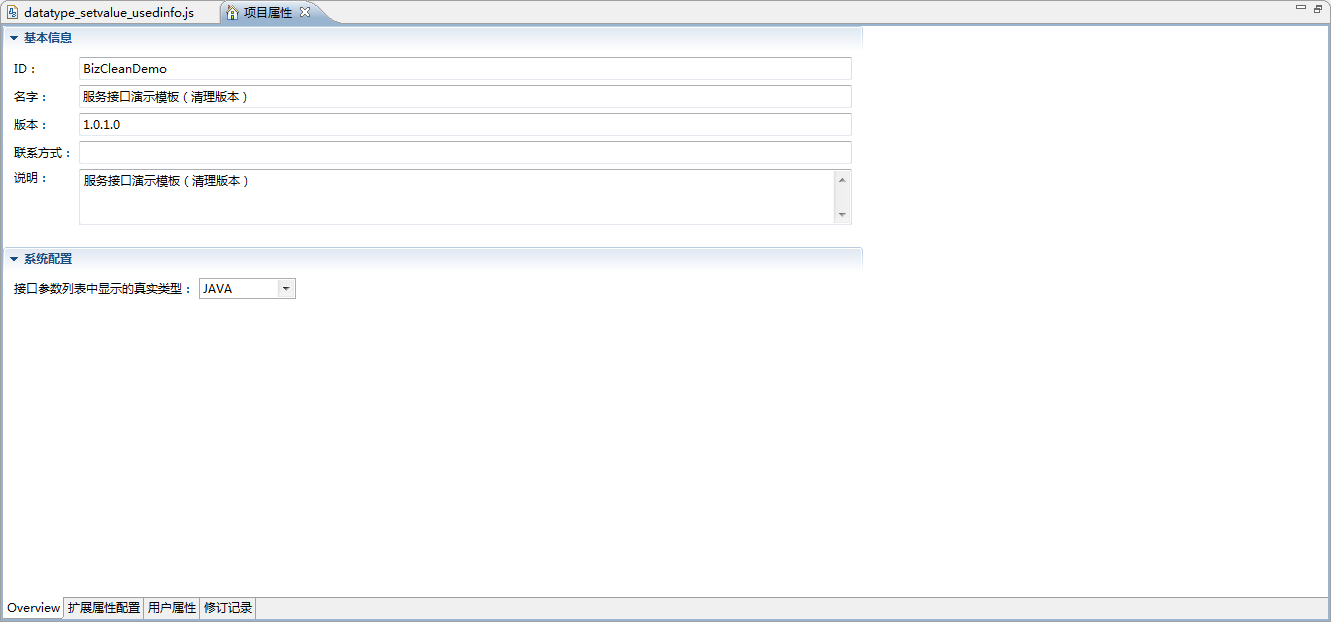 datatype_setvalue_usedinfo.js 项目属性
基本信息
ID： BizCleanDemo
名字： 服务接口演示模板（清理版本）
版本： 1.0.1.0
联系方式：
说明： 服务接口演示模板（清理版本）
系统配置
接口参数列表中显示的真实类型： JAVA
Overview 扩展属性配置 用户属性 修订记录